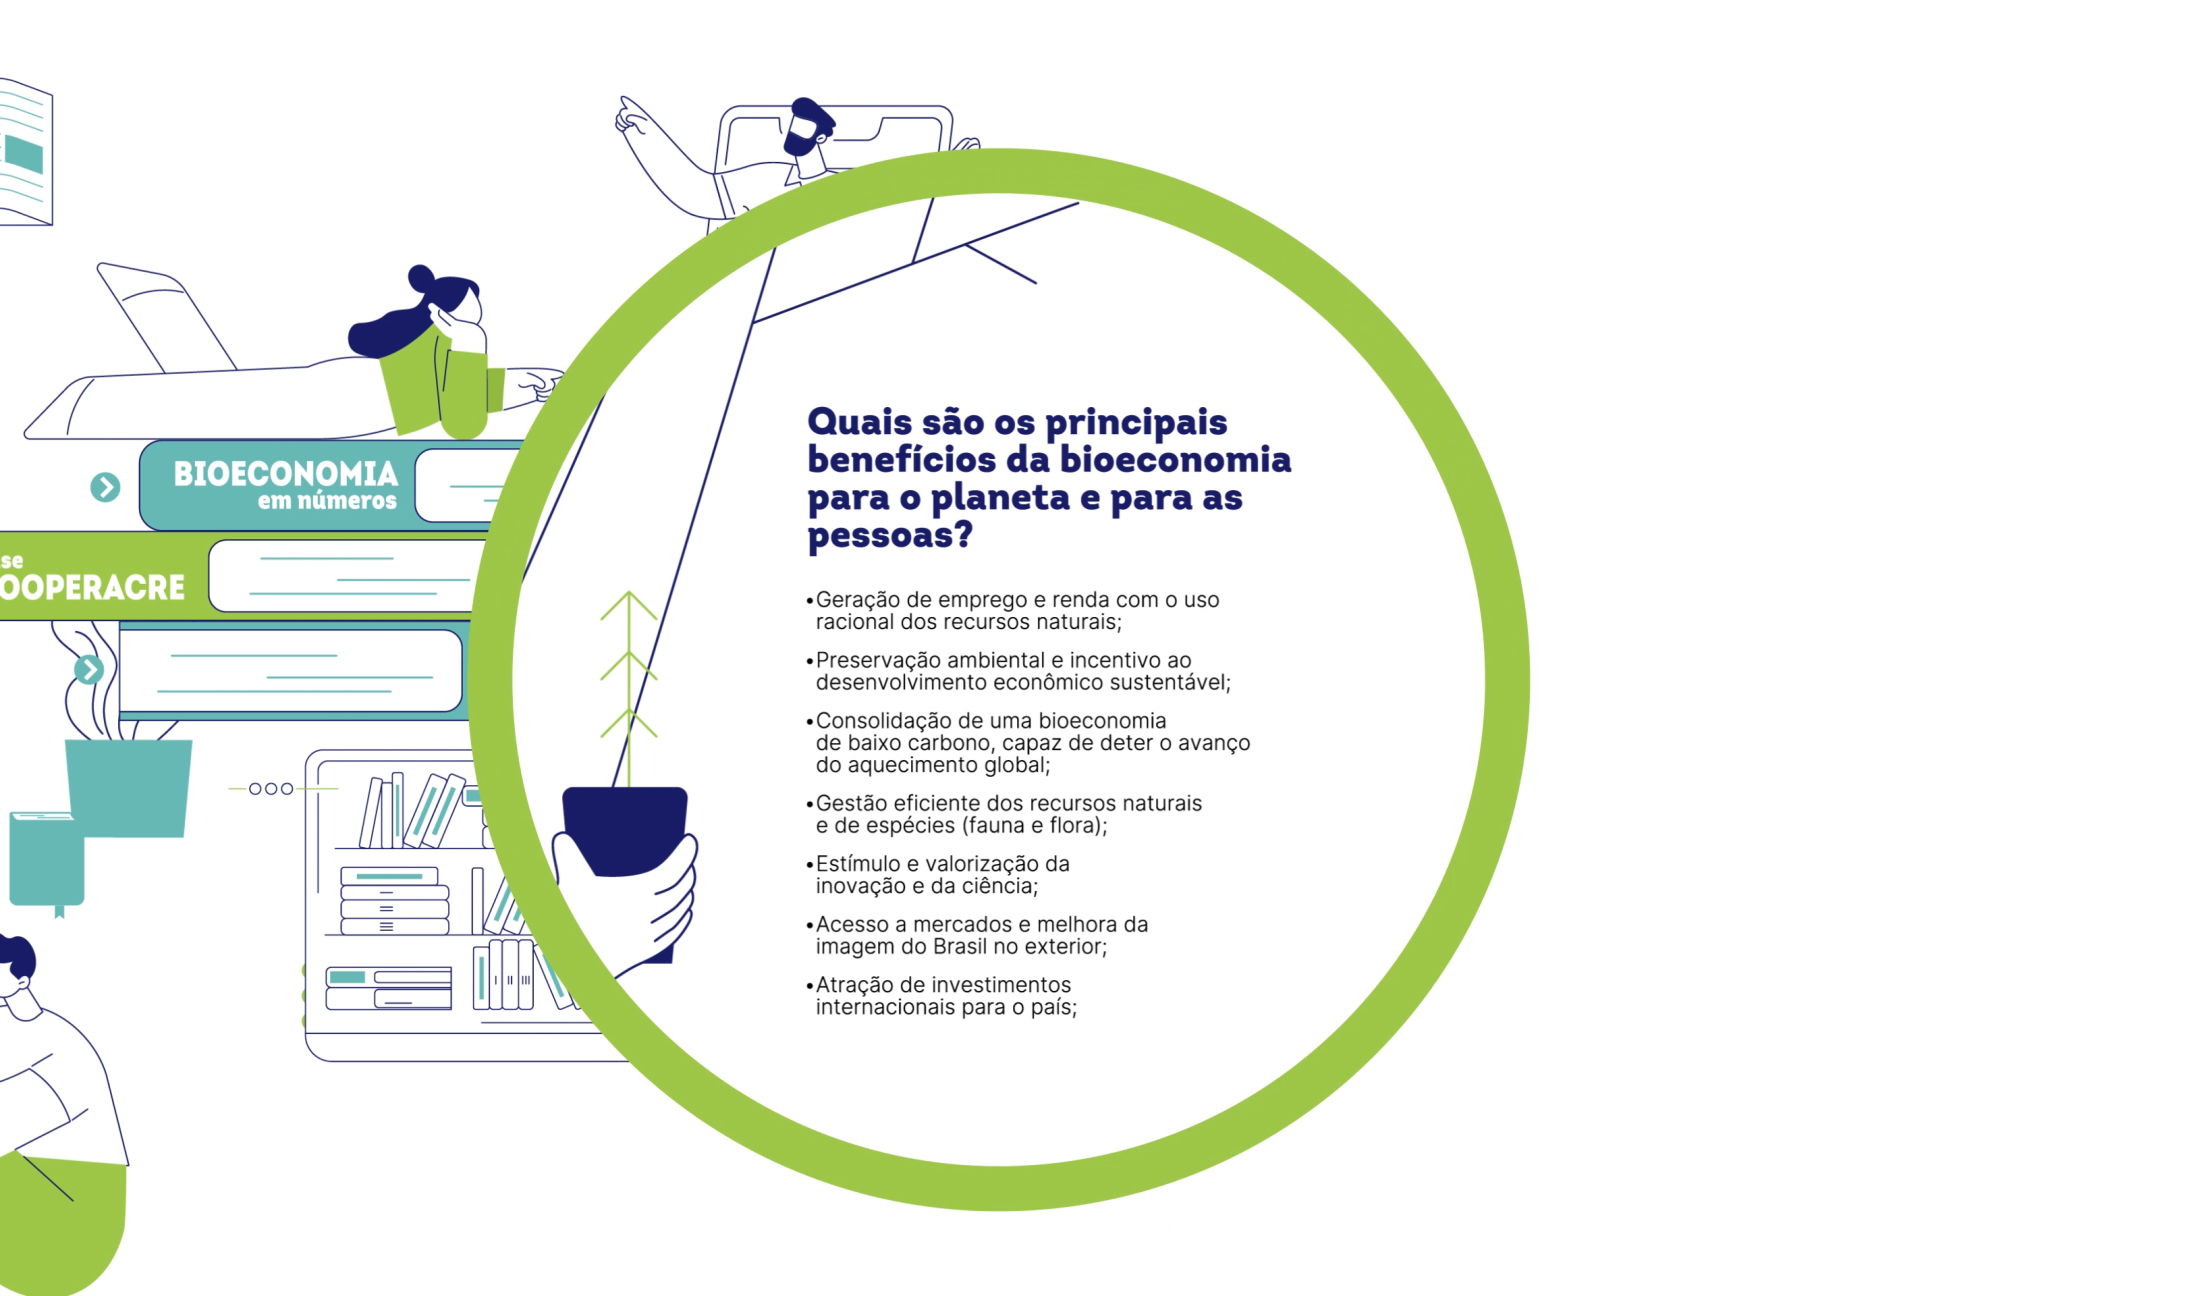 BIOECONOMIA
em números
se
OOPERACRE
Quais são os principais
benefícios da bioeconomia
para o planeta e para as
pessoas?
•Geração de emprego e renda com o uso
racional dos recursos naturais;
•Preservação ambiental e incentivo ao
desenvolvimento econômico sustentável;
•Consolidação de uma bioeconomia
de baixo carbono, capaz de deter o avanço
do aquecimento global;
•Gestão eficiente dos recursos naturais
e de espécies (fauna e flora);
•Estímulo e valorização da
inovação e da ciência;
•Acesso a mercados e melhora da
imagem do Brasil no exterior;
•Atração de investimentos
internacionais para o país;